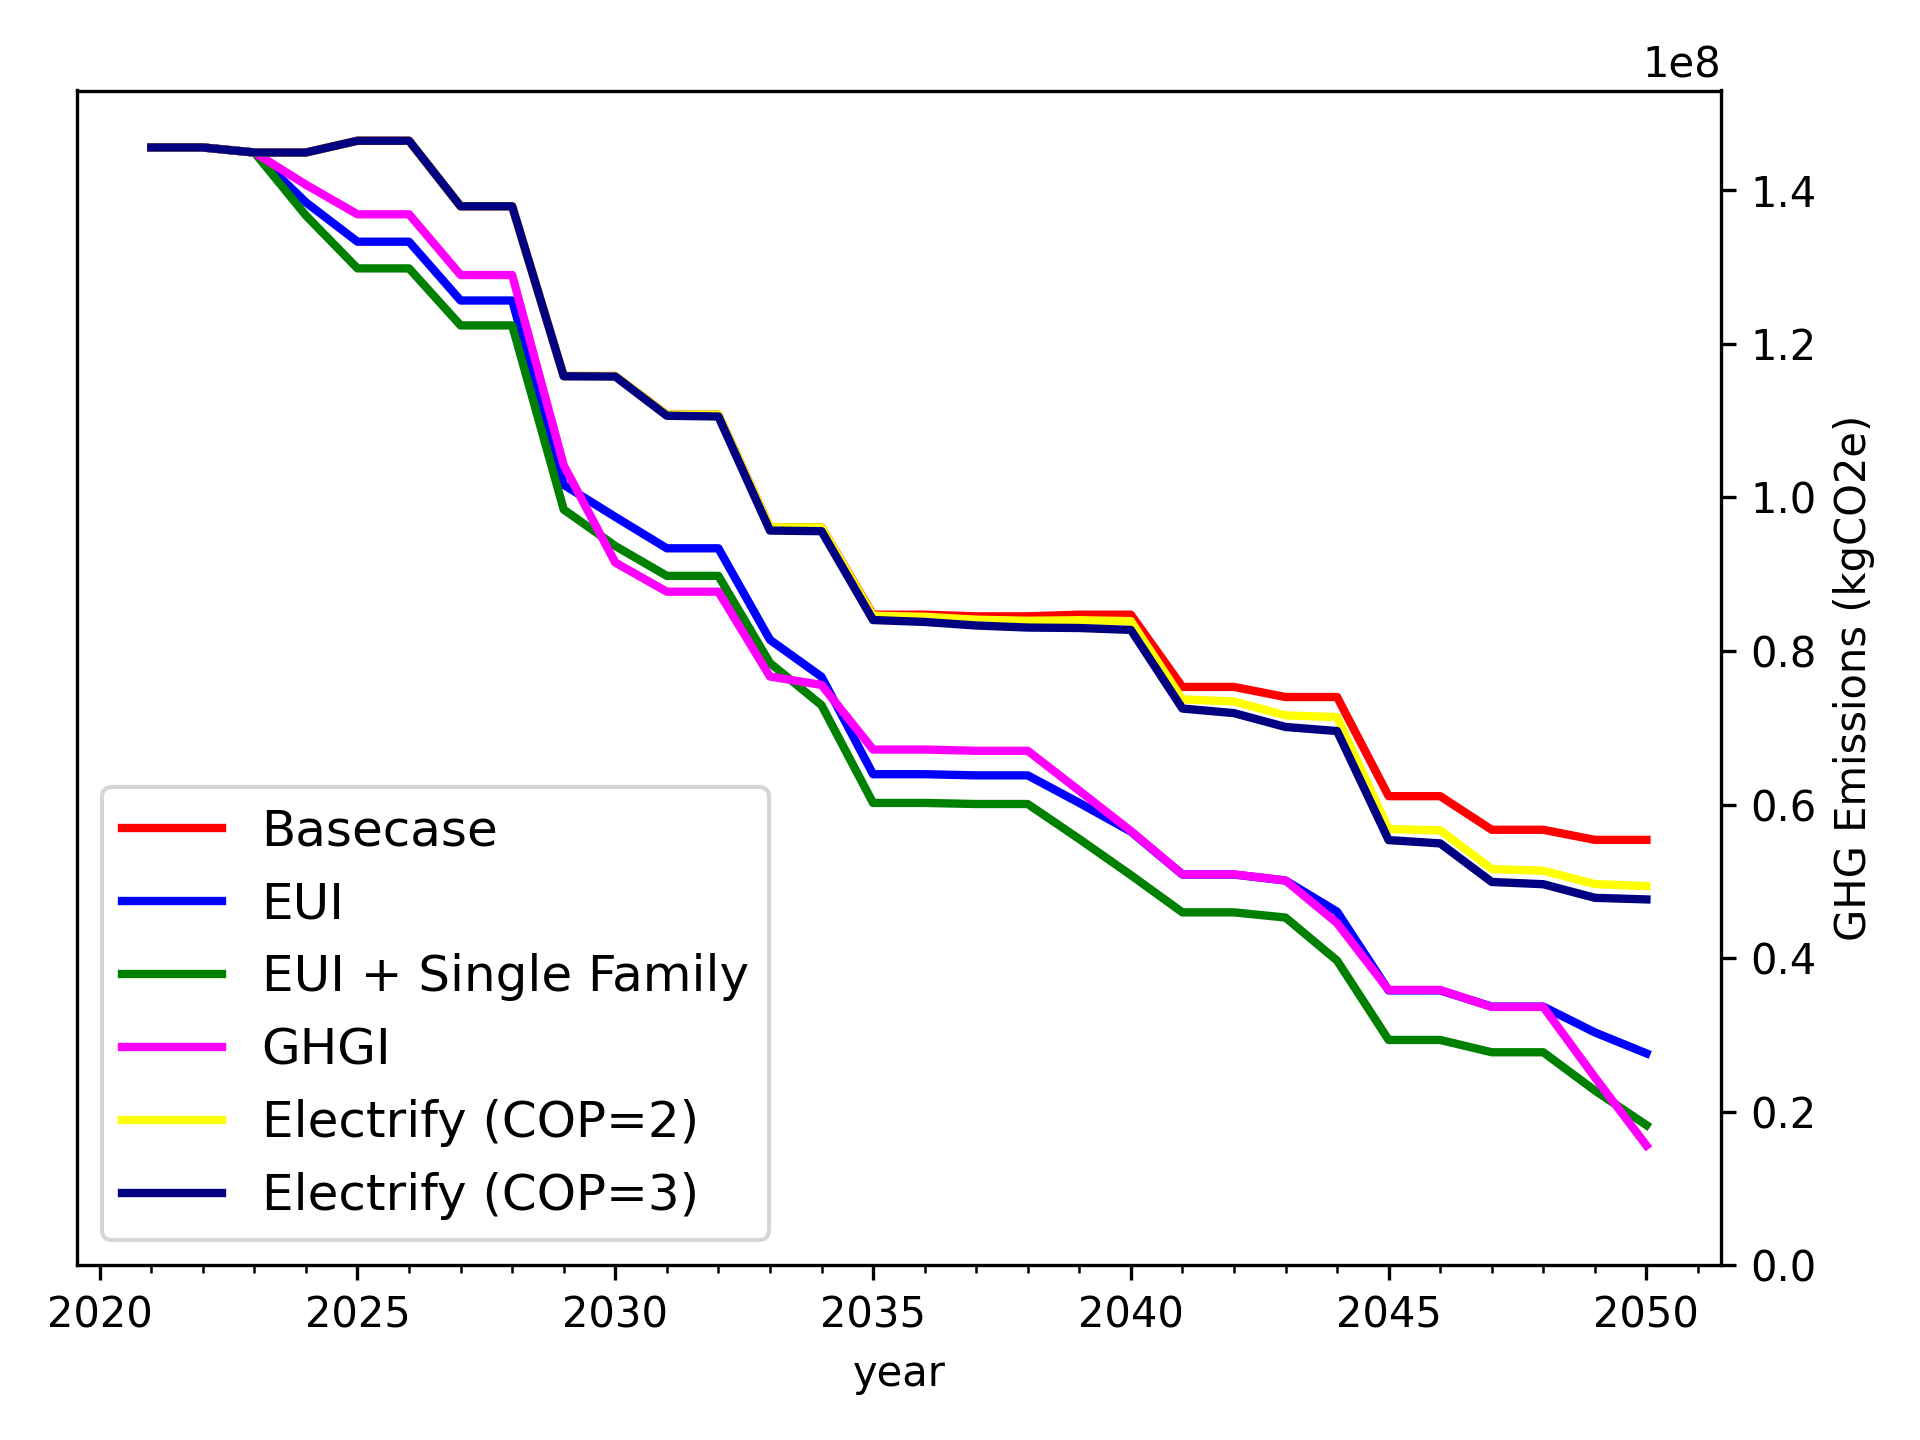 1e8
1.4
1.2
1.0
0.8
0.6
0.4
0.2
0.0
GHG Emissions (kgCO2e)
Basecase
EUI
EUI + Single Family
GHGI
Electrify (COP=2)
Electrify (COP=3)
2020 2025 2030 2035 2040 2045 2050
year